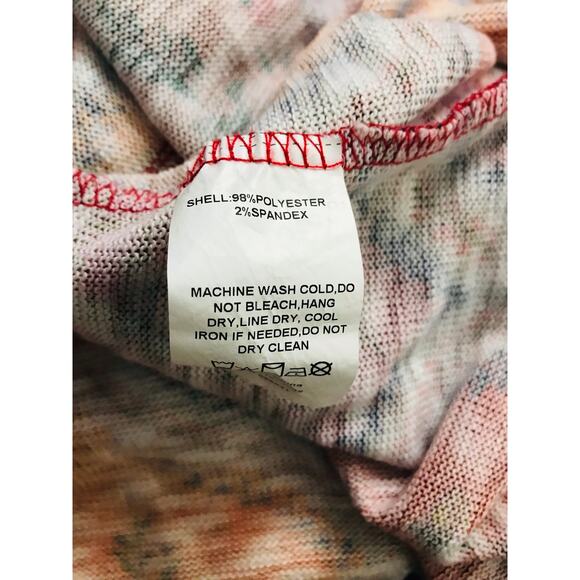 SHELL:98%POLYESTER
2%SPANDEX
MACHINE WASH COLD,DO
NOT BLEACH,HANG
DRY,LINE DRY, COOL
IRON IF NEEDED,DO NOT
DRY CLEAN